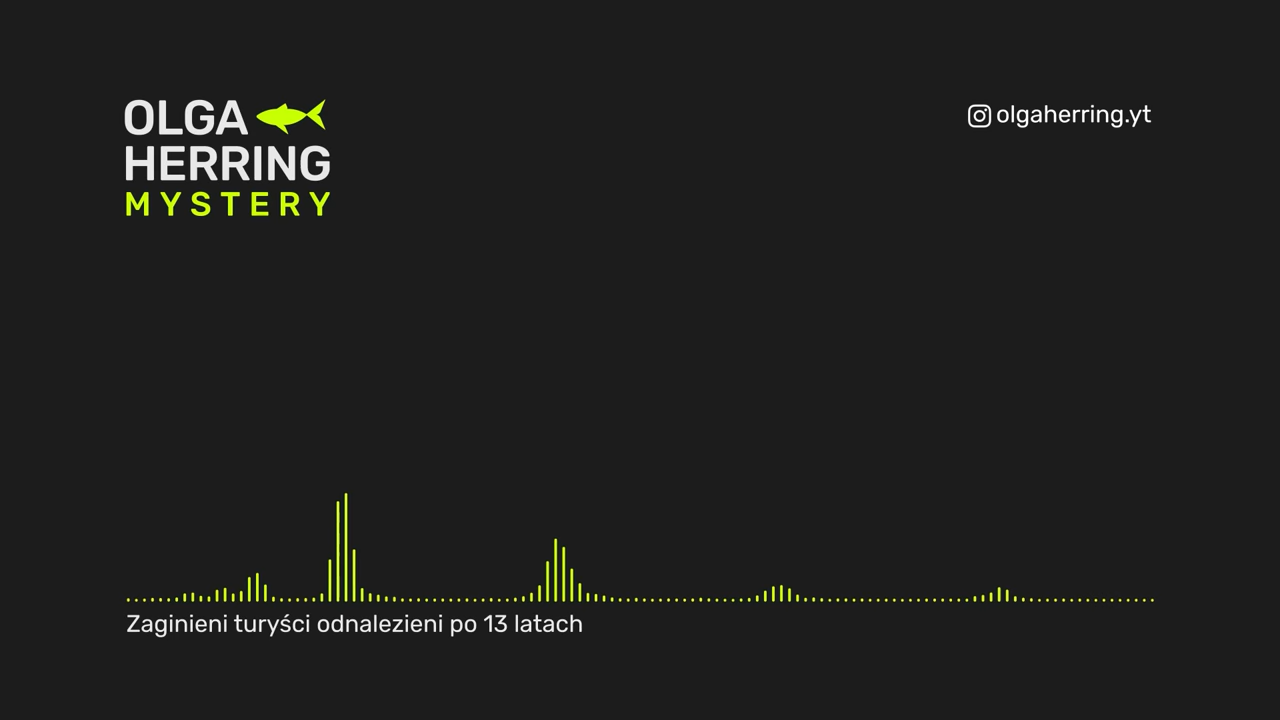 OLGA
HERRING
MYSTERY
olgaherring.yt
Zaginieni turyści odnalezieni po 13 latach